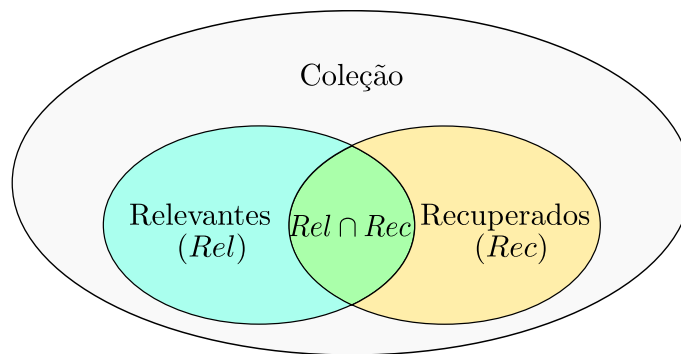 Coleção
Relevantes
(Rel)
Rel ∩ Rec
Recuperados
(Rec)